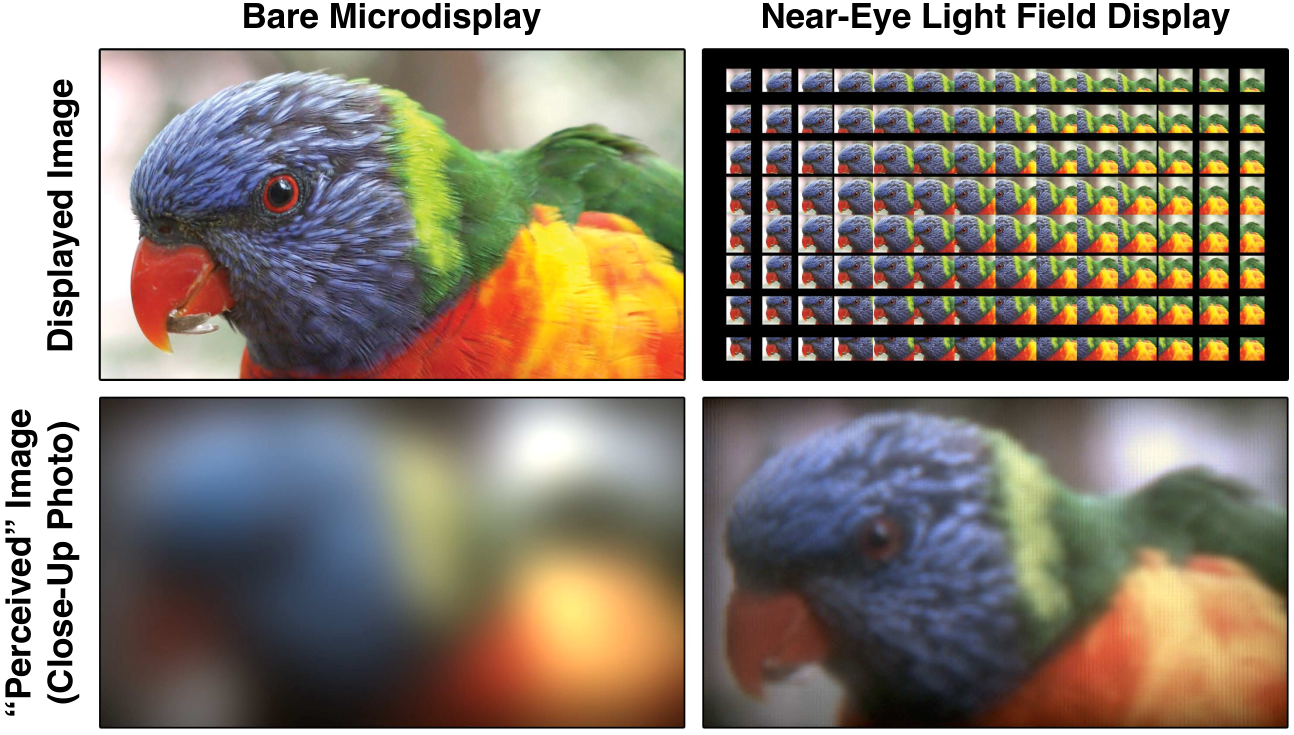 Bare Microdisplay
Near-Eye Light Field Display
Displayed Image
“Perceived” Image
(Close-Up Photo)